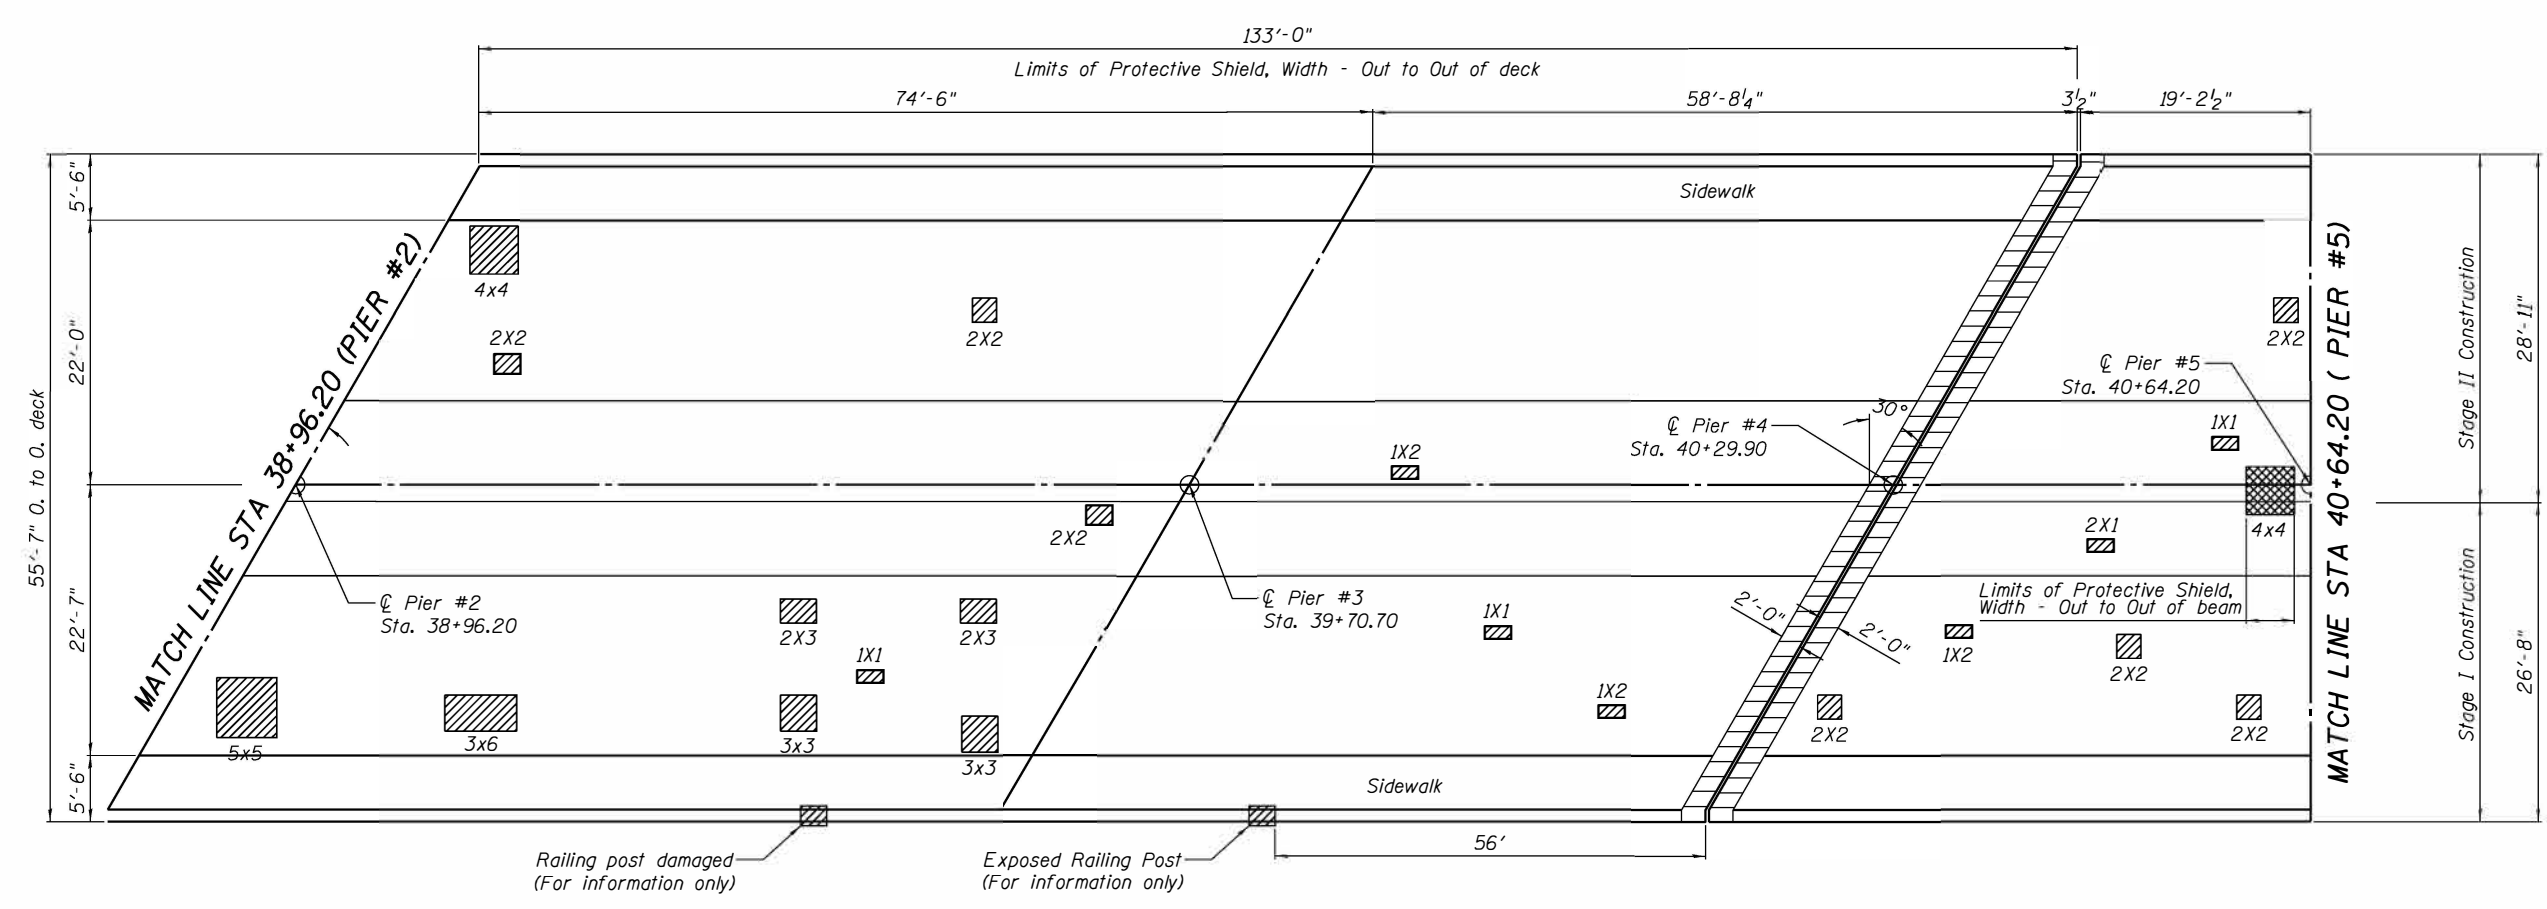 133'-0"
Limits of Protective Shield, Width - Out to Out of deck
74'-6"
58'-8 1/4"
3 1/2"
19'-2 1/2"
5'-6"
22'-0"
55'-7" O. to O. deck
22'-7"
5'-6"
Sidewalk
MATCH LINE STA 38+96.20 (PIER #2)
4x4
2X2
2X2
2X2
℄ Pier #5
Sta. 40+64.20
30°
℄ Pier #4
Sta. 40+29.90
1X1
1X2
2X2
2X1
4x4
Limits of Protective Shield,
Width - Out to Out of beam
℄ Pier #2
Sta. 38+96.20
℄ Pier #3
Sta. 39+70.70
2X3
2X3
1X1
1X1
2'-0"
2'-0"
1X2
2X2
1X2
2X2
2X2
5x5
3x6
3x3
3x3
Sidewalk
56'
Railing post damaged
(For information only)
Exposed Railing Post
(For information only)
MATCH LINE STA 40+64.20 ( PIER #5)
Stage II Construction
28'-11"
Stage I Construction
26'-8"